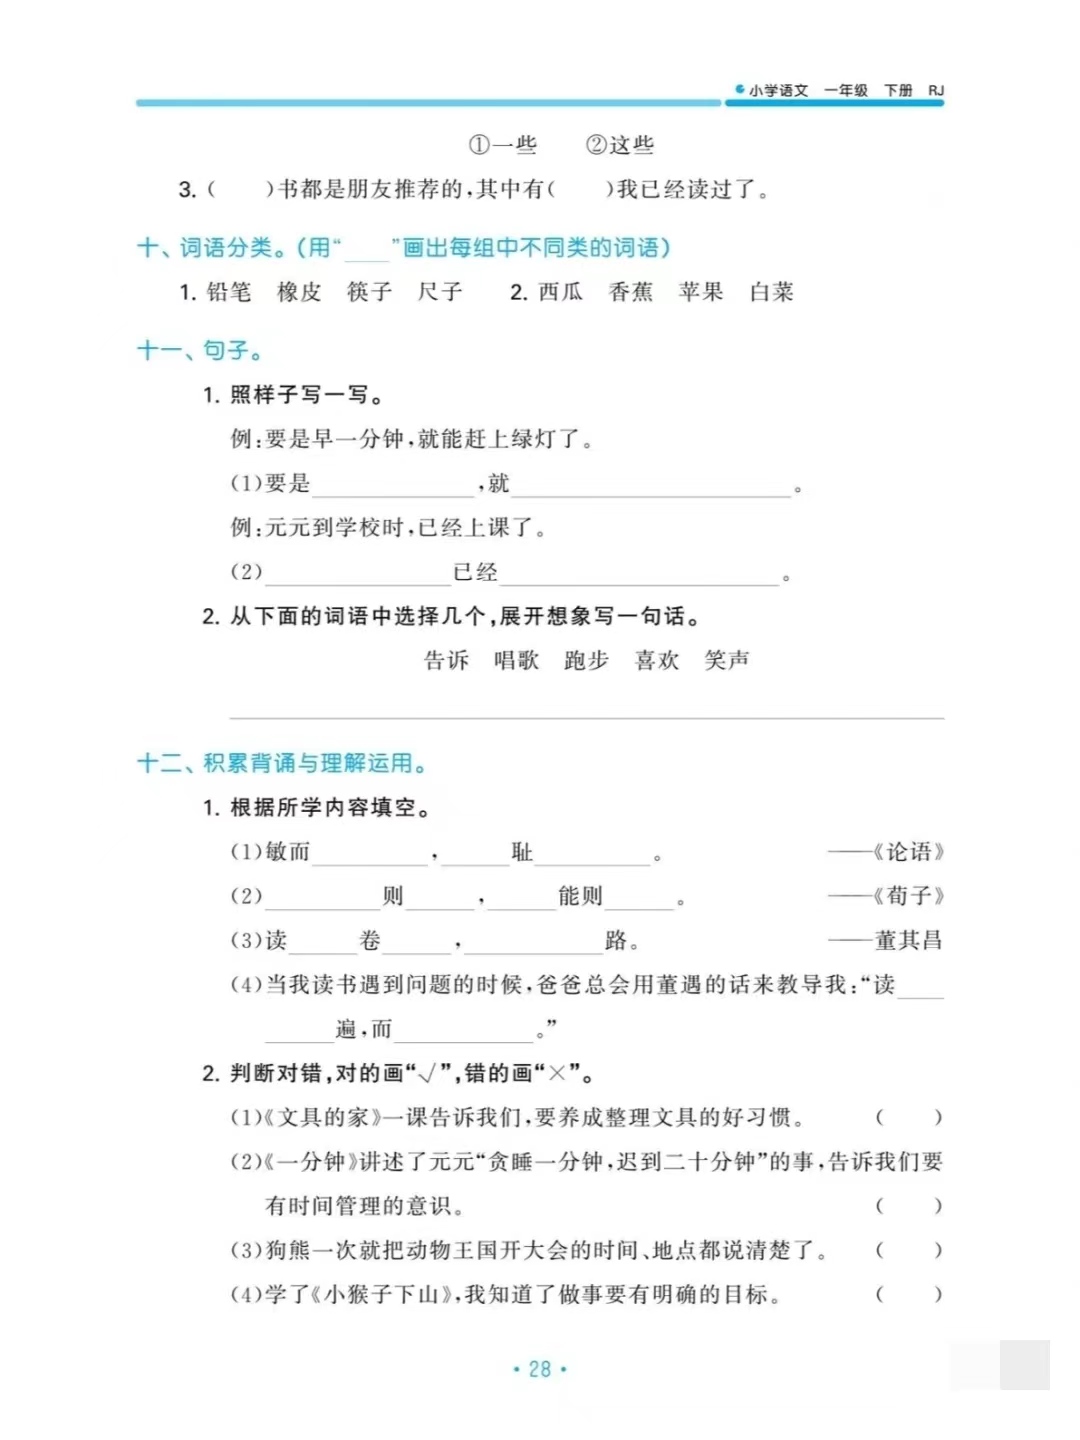 小学语文 一年级 下册 RJ
①一些 ②这些
3. ( )书都是朋友推荐的,其中有( )我已经读过了。
十、词语分类。(用“____”画出每组中不同类的词语)
1. 铅笔 橡皮 筷子 尺子 2. 西瓜 香蕉 苹果 白菜
十一、句子。
1. 照样子写一写。
例:要是早一分钟,就能赶上绿灯了。
(1)要是____________,就____________________。
例:元元到学校时,已经上课了。
(2)______________已经____________________。
2. 从下面的词语中选择几个,展开想象写一句话。
告诉 唱歌 跑步 喜欢 笑声
十二、积累背诵与理解运用。
1. 根据所学内容填空。
(1)敏而________,_____耻________。 ——《论语》
(2)________则_____,_____能则_____。 ——《荀子》
(3)读_____卷_____,__________路。 ——董其昌
(4)当我读书遇到问题的时候,爸爸总会用董遇的话来教导我:“读____
_____遍,而__________。”
2. 判断对错,对的画“√”,错的画“×”。
(1)《文具的家》一课告诉我们,要养成整理文具的好习惯。 ( )
(2)《一分钟》讲述了元元“贪睡一分钟,迟到二十分钟”的事,告诉我们要
有时间管理的意识。 ( )
(3)狗熊一次就把动物王国开大会的时间、地点都说清楚了。 ( )
(4)学了《小猴子下山》,我知道了做事要有明确的目标。 ( )
· 28 ·